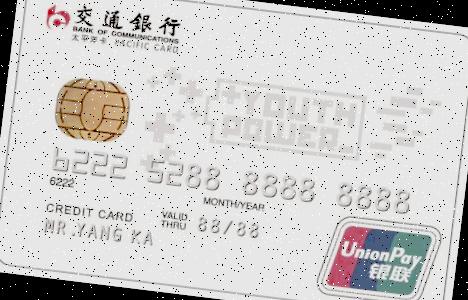 交通銀行
BANK OF COMMUNICATIONS
太平洋卡 PACIFIC CARD
YOUTH
POWER
6222 5288 8888 8888
6222
MONTH/YEAR
CREDIT CARD VALID THRU 88/88
MR.YANG KA
UnionPay
银联